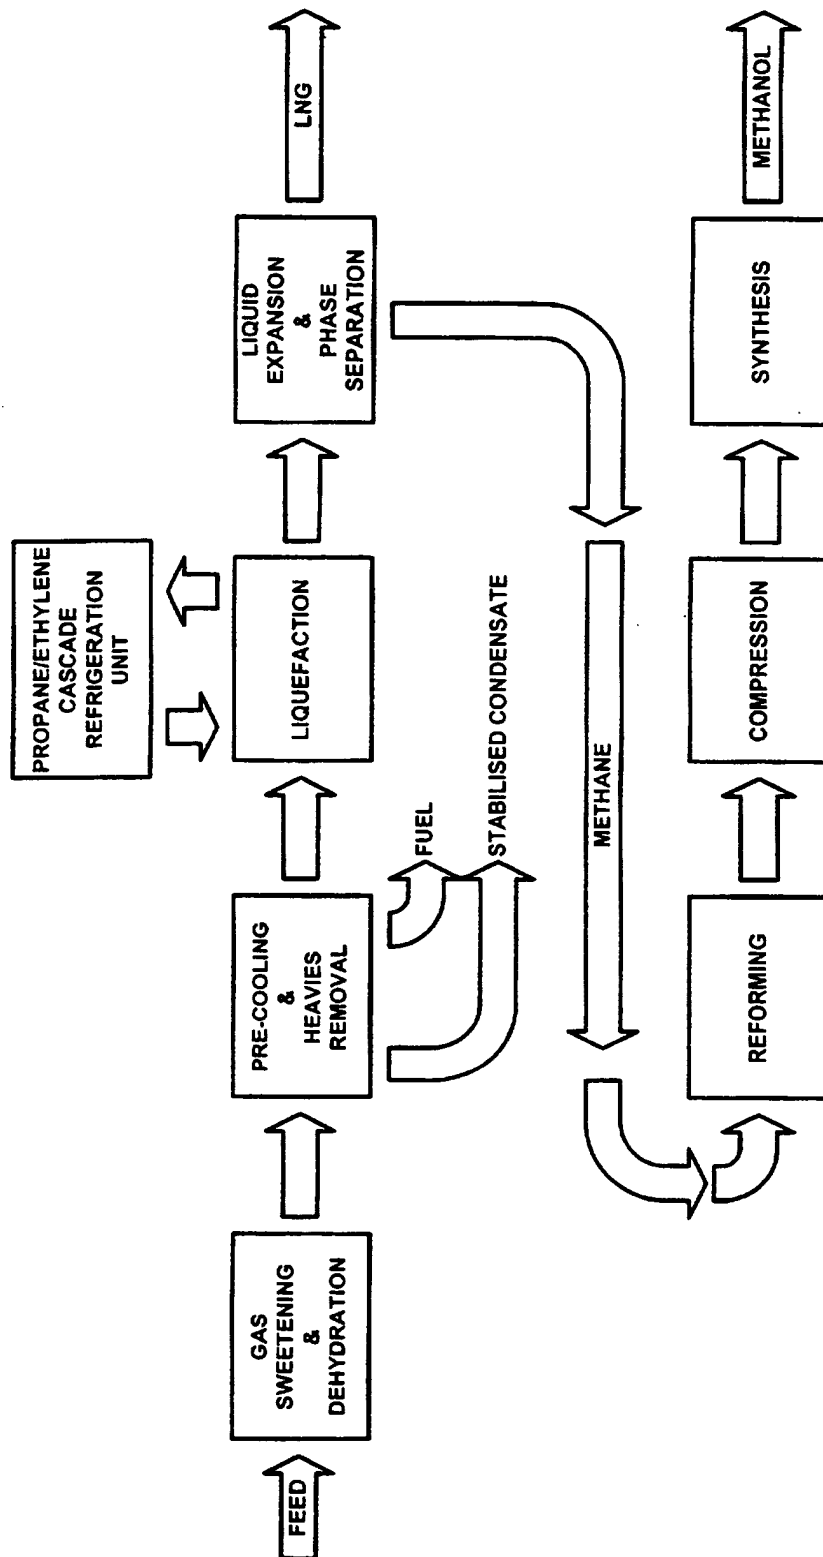 FEED
GAS
SWEETENING
&
DEHYDRATION
PRE-COOLING
&
HEAVIES
REMOVAL
FUEL
STABILISED CONDENSATE
PROPANE/ETHYLENE
CASCADE
REFRIGERATION
UNIT
LIQUEFACTION
LIQUID
EXPANSION
&
PHASE
SEPARATION
LNG
METHANE
REFORMING
COMPRESSION
SYNTHESIS
METHANOL